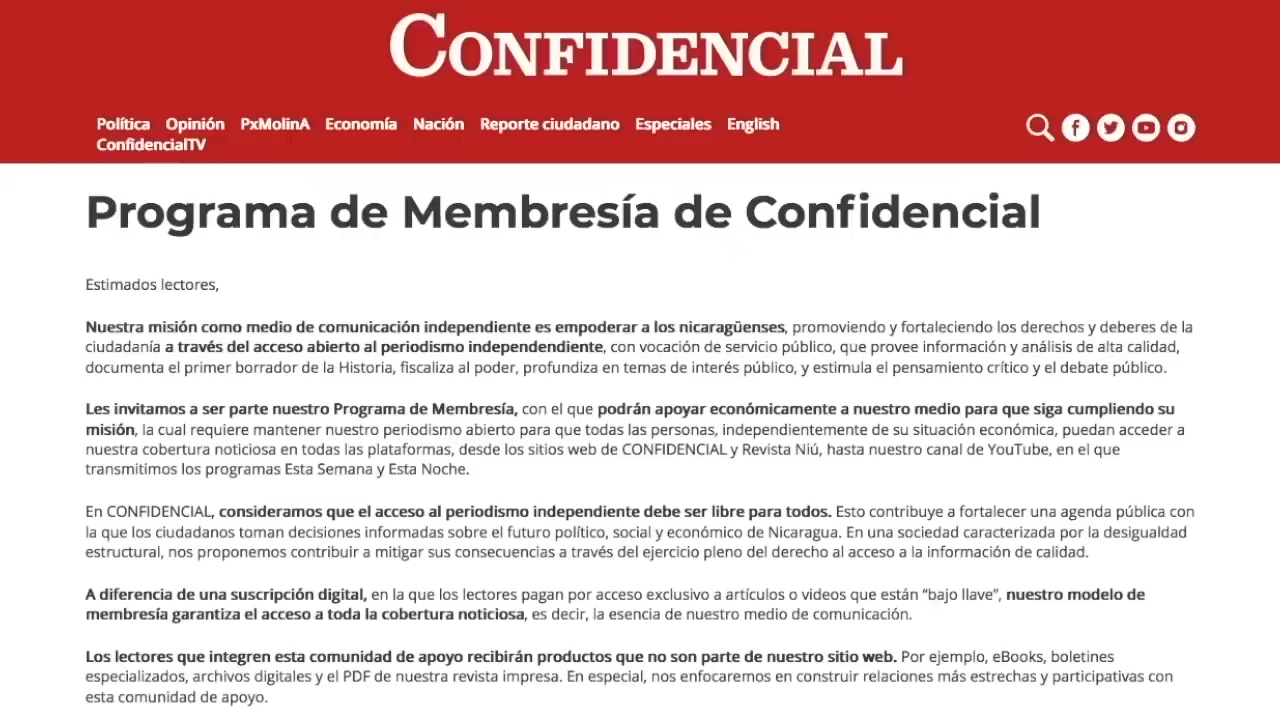 CONFIDENCIAL
Política Opinión PxMolinA Economía Nación Reporte ciudadano Especiales English
ConfidencialTV
Programa de Membresía de Confidencial
Estimados lectores,
Nuestra misión como medio de comunicación independiente es empoderar a los nicaragüenses, promoviendo y fortaleciendo los derechos y deberes de la
ciudadanía a través del acceso abierto al periodismo independendiente, con vocación de servicio público, que provee información y análisis de alta calidad,
documenta el primer borrador de la Historia, fiscaliza al poder, profundiza en temas de interés público, y estimula el pensamiento crítico y el debate público.
Les invitamos a ser parte nuestro Programa de Membresía, con el que podrán apoyar económicamente a nuestro medio para que siga cumpliendo su
misión, la cual requiere mantener nuestro periodismo abierto para que todas las personas, independientemente de su situación económica, puedan acceder a
nuestra cobertura noticiosa en todas las plataformas, desde los sitios web de CONFIDENCIAL y Revista Niú, hasta nuestro canal de YouTube, en el que
transmitimos los programas Esta Semana y Esta Noche.
En CONFIDENCIAL, consideramos que el acceso al periodismo independiente debe ser libre para todos. Esto contribuye a fortalecer una agenda pública con
la que los ciudadanos toman decisiones informadas sobre el futuro político, social y económico de Nicaragua. En una sociedad caracterizada por la desigualdad
estructural, nos proponemos contribuir a mitigar sus consecuencias a través del ejercicio pleno del derecho al acceso a la información de calidad.
A diferencia de una suscripción digital, en la que los lectores pagan por acceso exclusivo a artículos o videos que están “bajo llave”, nuestro modelo de
membresía garantiza el acceso a toda la cobertura noticiosa, es decir, la esencia de nuestro medio de comunicación.
Los lectores que integren esta comunidad de apoyo recibirán productos que no son parte de nuestro sitio web. Por ejemplo, eBooks, boletines
especializados, archivos digitales y el PDF de nuestra revista impresa. En especial, nos enfocaremos en construir relaciones más estrechas y participativas con
esta comunidad de apoyo.